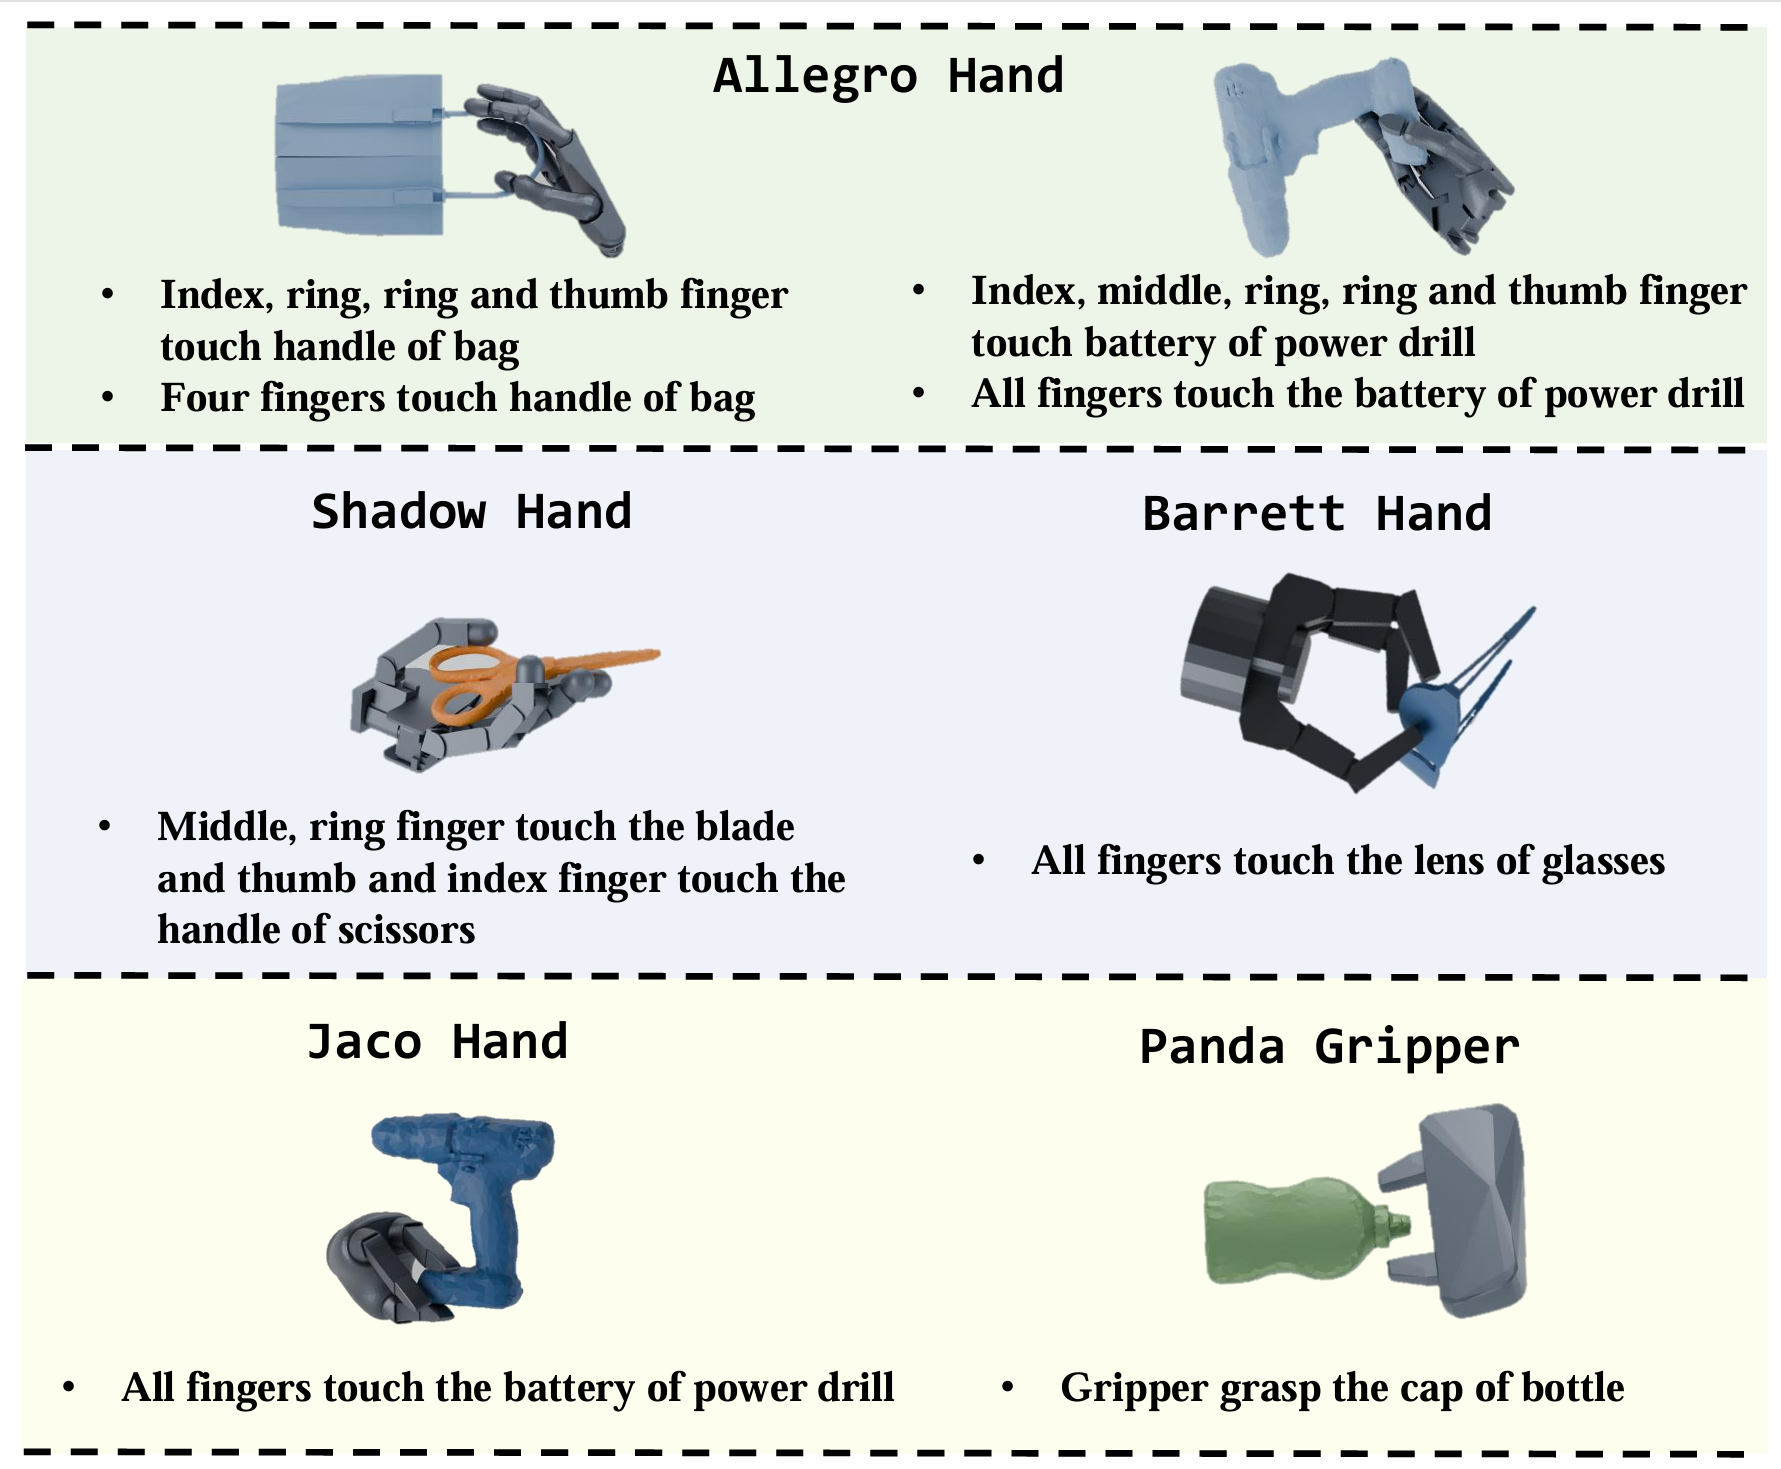 Allegro Hand
• Index, ring, ring and thumb finger
touch handle of bag
• Four fingers touch handle of bag
• Index, middle, ring, ring and thumb finger
touch battery of power drill
• All fingers touch the battery of power drill
Shadow Hand
• Middle, ring finger touch the blade
and thumb and index finger touch the
handle of scissors
Barrett Hand
• All fingers touch the lens of glasses
Jaco Hand
• All fingers touch the battery of power drill
Panda Gripper
• Gripper grasp the cap of bottle